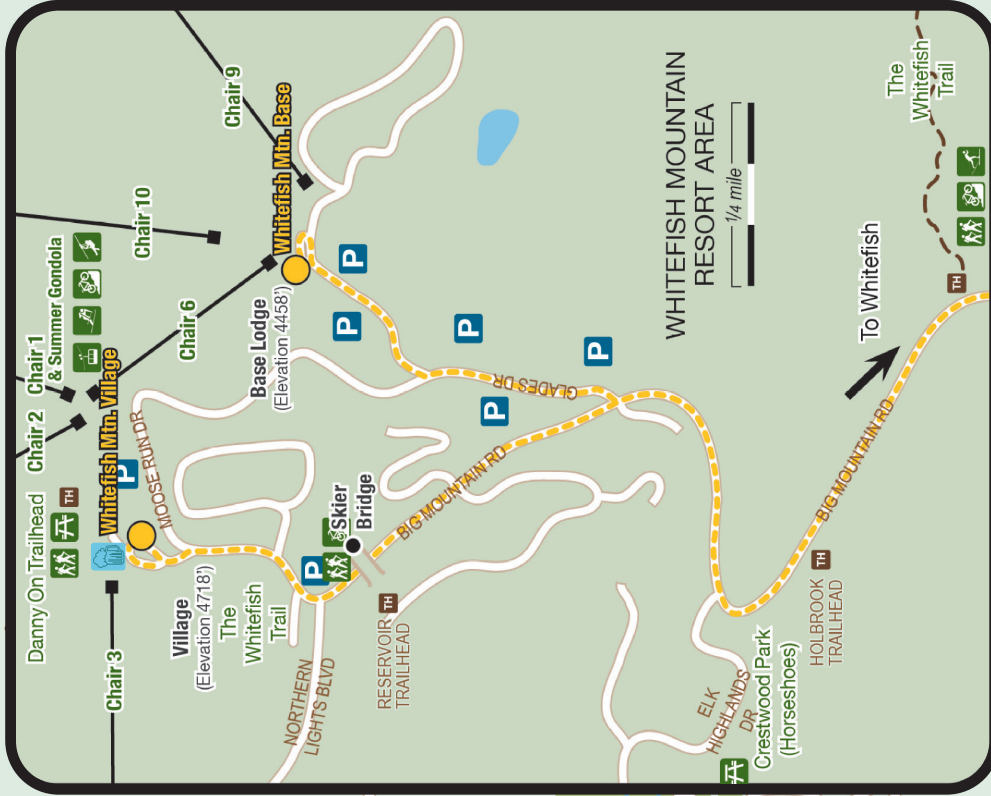 Chair 9
Whitefish Mtn. Base
Chair 10
Chair 6
Chair 1
& Summer Gondola
Chair 2
Whitefish Mtn. Village
Danny On Trailhead
TH
Chair 3
MOOSE RUN DR
P
Village
(Elevation 4718')
The
Whitefish
Trail
Base Lodge
(Elevation 4458')
P
P
P
P
P
P
Skier
Bridge
GLADES DR
BIG MOUNTAIN RD
NORTHERN
LIGHTS BLVD
TH
RESERVOIR
TRAILHEAD
WHITEFISH MOUNTAIN
RESORT AREA
1/4 mile
The
Whitefish
Trail
TH
To Whitefish
BIG MOUNTAIN RD
TH
HOLBROOK
TRAILHEAD
ELK
HIGHLANDS
DR
Crestwood Park
(Horseshoes)